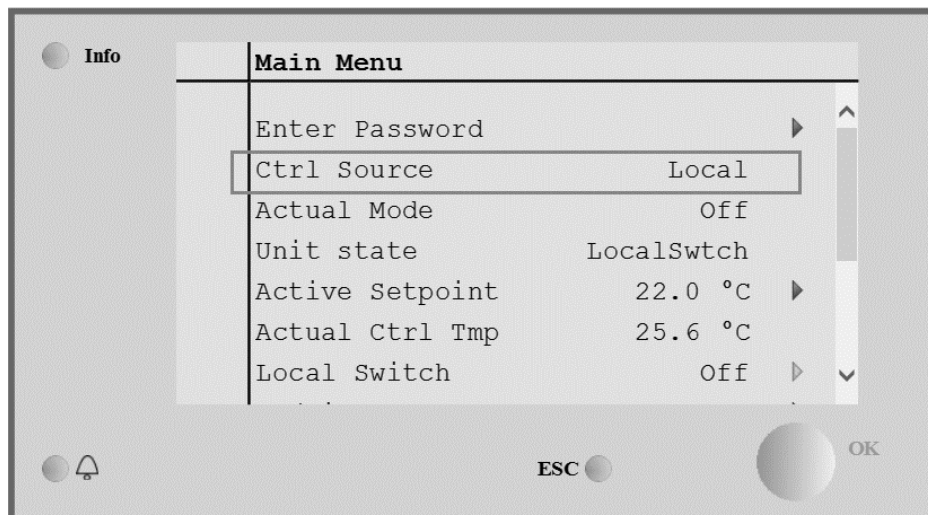 Info
Main Menu
Enter Password
Ctrl Source Local
Actual Mode Off
Unit state LocalSwtch
Active Setpoint 22.0 °C
Actual Ctrl Tmp 25.6 °C
Local Switch Off
ESC
OK